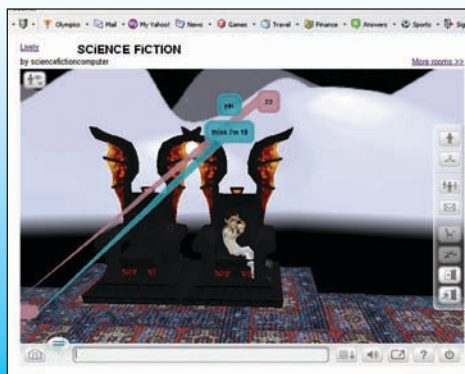 Olympics Mail My Yahoo! News Games Travel Finance Answers Sports
Lively
SCiENCE FiCTiON
by sciencefictioncomputer
More rooms >>
yer
22
think i'm 19